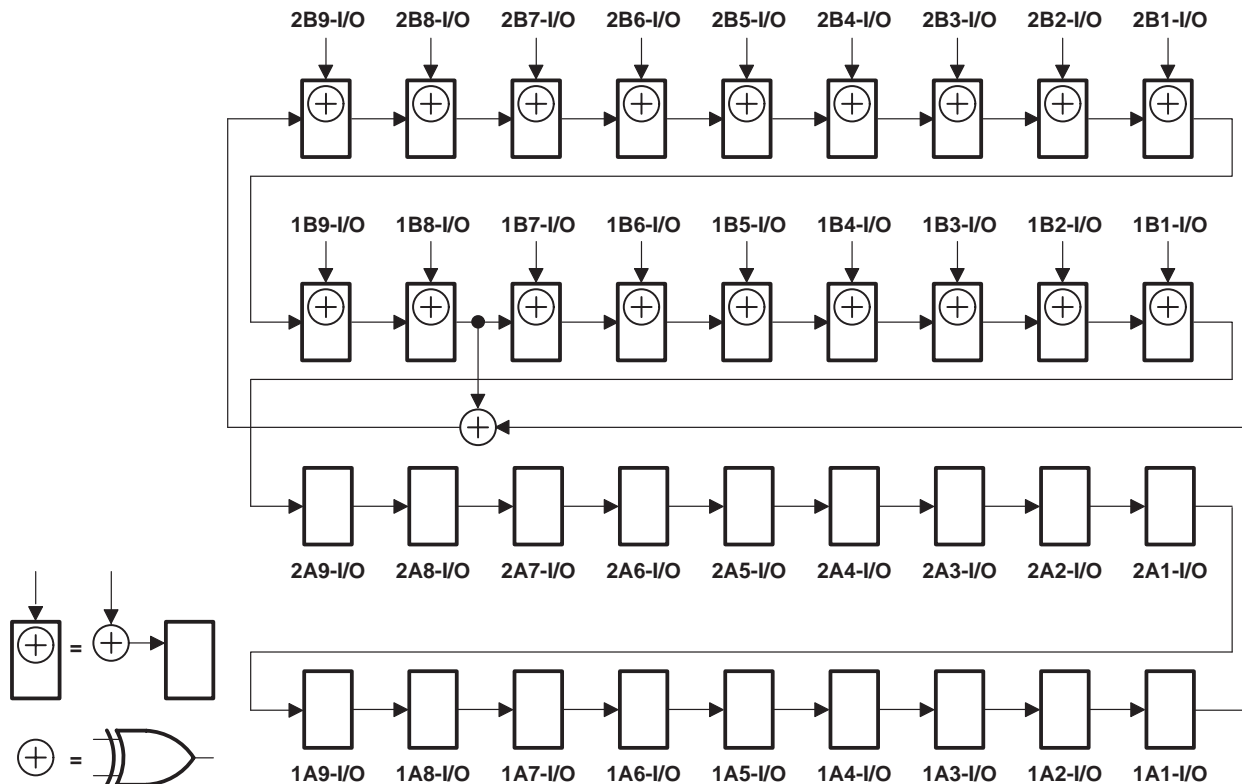 2B9-I/O 2B8-I/O 2B7-I/O 2B6-I/O 2B5-I/O 2B4-I/O 2B3-I/O 2B2-I/O 2B1-I/O
1B9-I/O 1B8-I/O 1B7-I/O 1B6-I/O 1B5-I/O 1B4-I/O 1B3-I/O 1B2-I/O 1B1-I/O
2A9-I/O 2A8-I/O 2A7-I/O 2A6-I/O 2A5-I/O 2A4-I/O 2A3-I/O 2A2-I/O 2A1-I/O
=
=
1A9-I/O 1A8-I/O 1A7-I/O 1A6-I/O 1A5-I/O 1A4-I/O 1A3-I/O 1A2-I/O 1A1-I/O